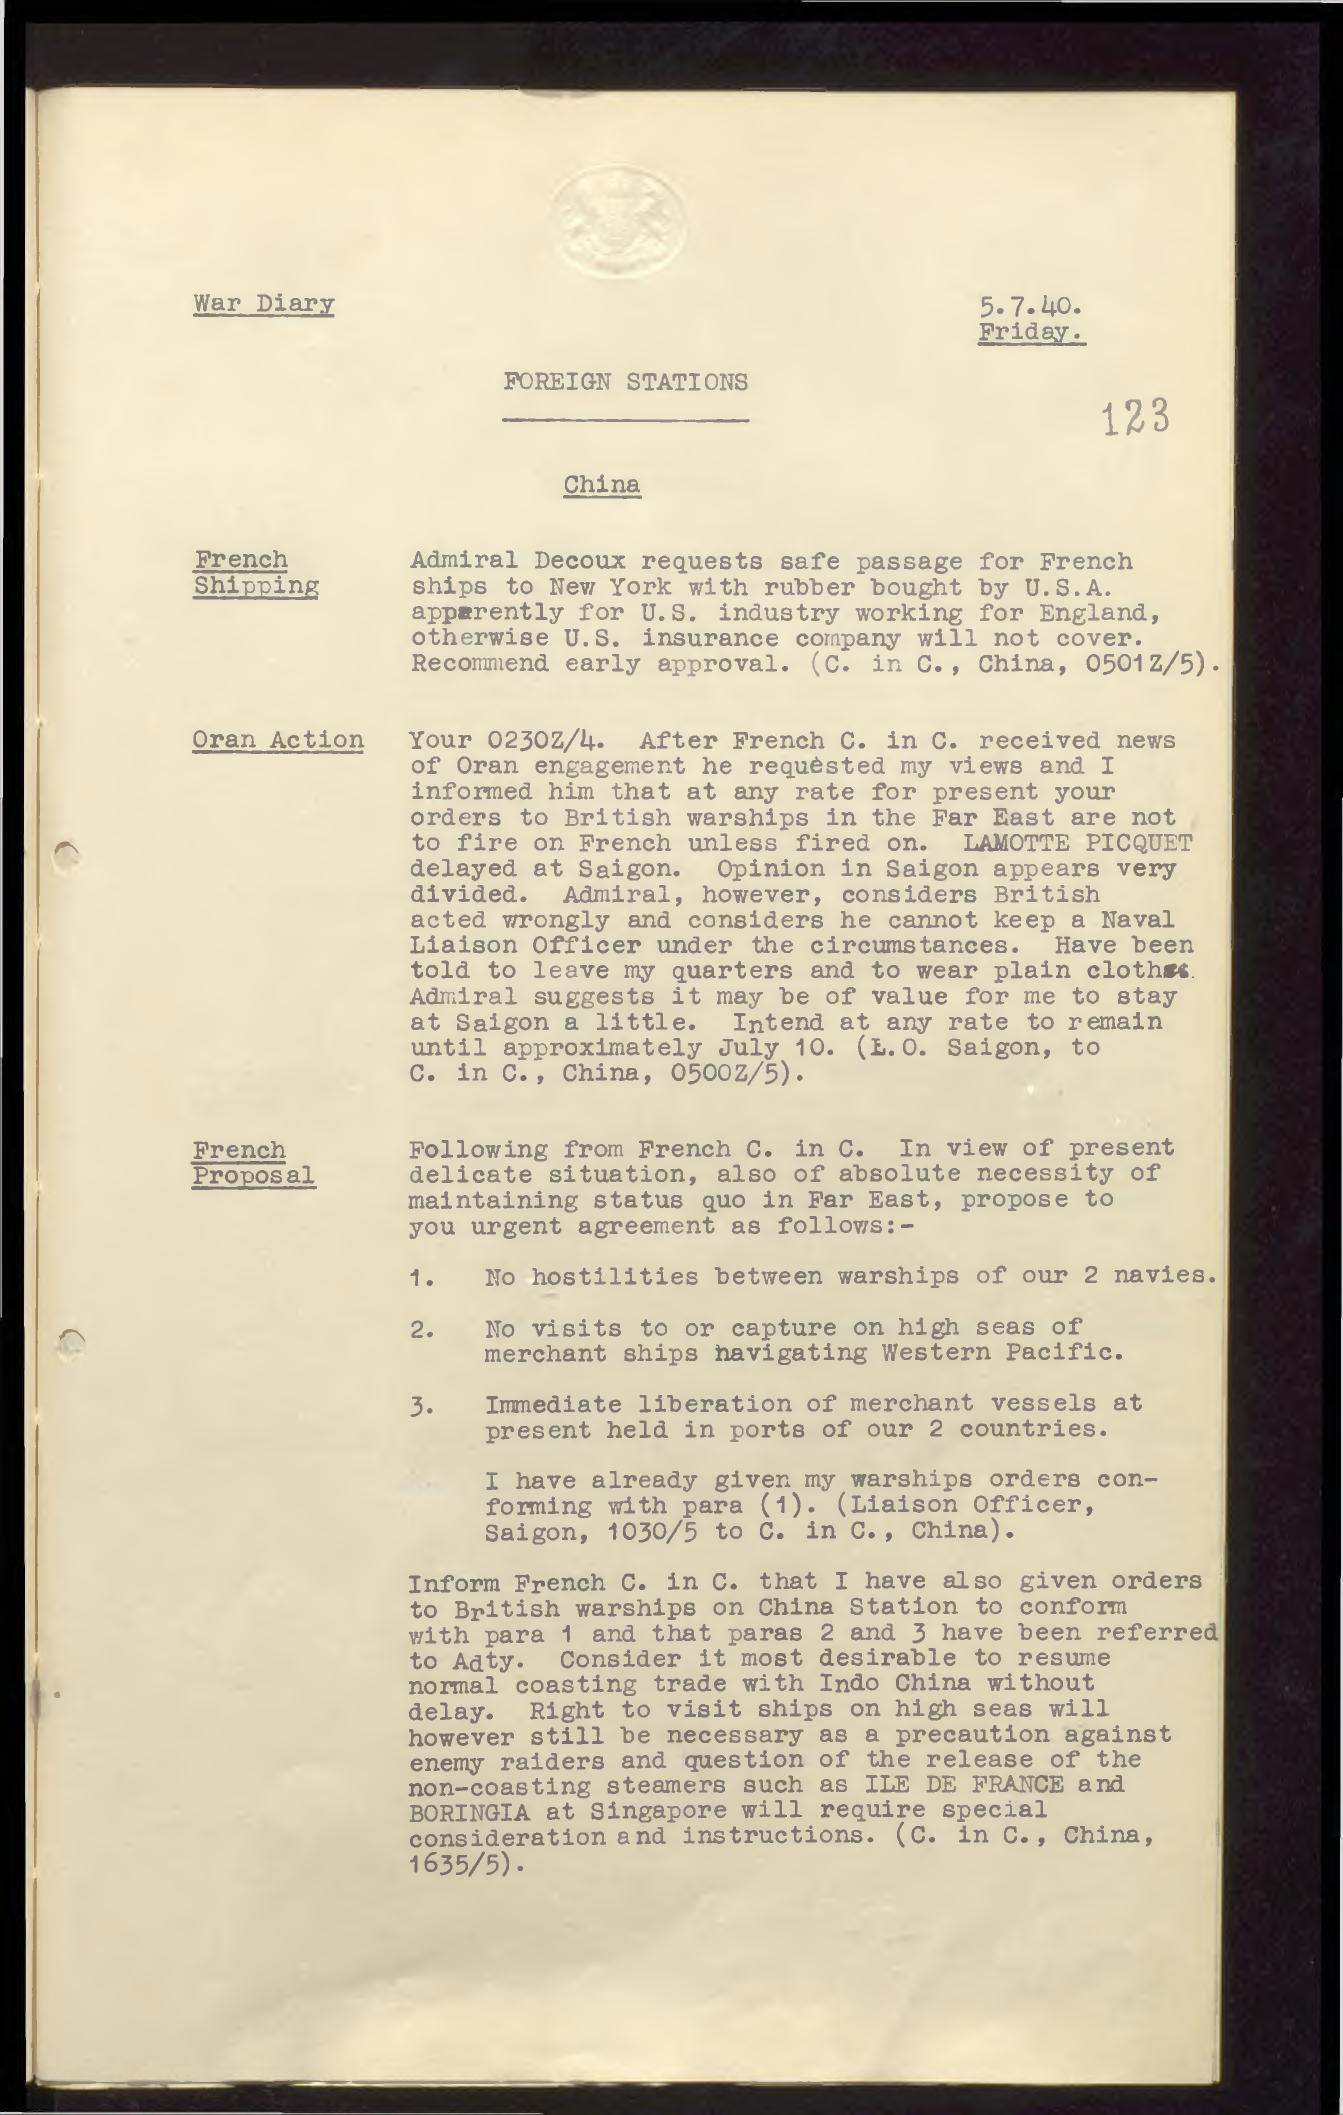 War Diary
5.7.40.
Friday.
FOREIGN STATIONS
123
China
French
Shipping
Admiral Decoux requests safe passage for French
ships to New York with rubber bought by U.S.A.
apparently for U.S. industry working for England,
otherwise U.S. insurance company will not cover.
Recommend early approval. (C. in C., China, 0501Z/5).
Oran Action
Your 0230Z/4. After French C. in C. received news
of Oran engagement he requested my views and I
informed him that at any rate for present your
orders to British warships in the Far East are not
to fire on French unless fired on. LAMOTTE PICQUET
delayed at Saigon. Opinion in Saigon appears very
divided. Admiral, however, considers British
acted wrongly and considers he cannot keep a Naval
Liaison Officer under the circumstances. Have been
told to leave my quarters and to wear plain clothes.
Admiral suggests it may be of value for me to stay
at Saigon a little. Intend at any rate to remain
until approximately July 10. (L.O. Saigon, to
C. in C., China, 0500Z/5).
French
Proposal
Following from French C. in C. In view of present
delicate situation, also of absolute necessity of
maintaining status quo in Far East, propose to
you urgent agreement as follows:-
1. No hostilities between warships of our 2 navies.
2. No visits to or capture on high seas of
merchant ships navigating Western Pacific.
3. Immediate liberation of merchant vessels at
present held in ports of our 2 countries.
I have already given my warships orders con-
forming with para (1). (Liaison Officer,
Saigon, 1030/5 to C. in C., China).
Inform French C. in C. that I have also given orders
to British warships on China Station to conform
with para 1 and that paras 2 and 3 have been referred
to Adty. Consider it most desirable to resume
normal coasting trade with Indo China without
delay. Right to visit ships on high seas will
however still be necessary as a precaution against
enemy raiders and question of the release of the
non-coasting steamers such as ILE DE FRANCE and
BORINGIA at Singapore will require special
consideration and instructions. (C. in C., China,
1635/5).